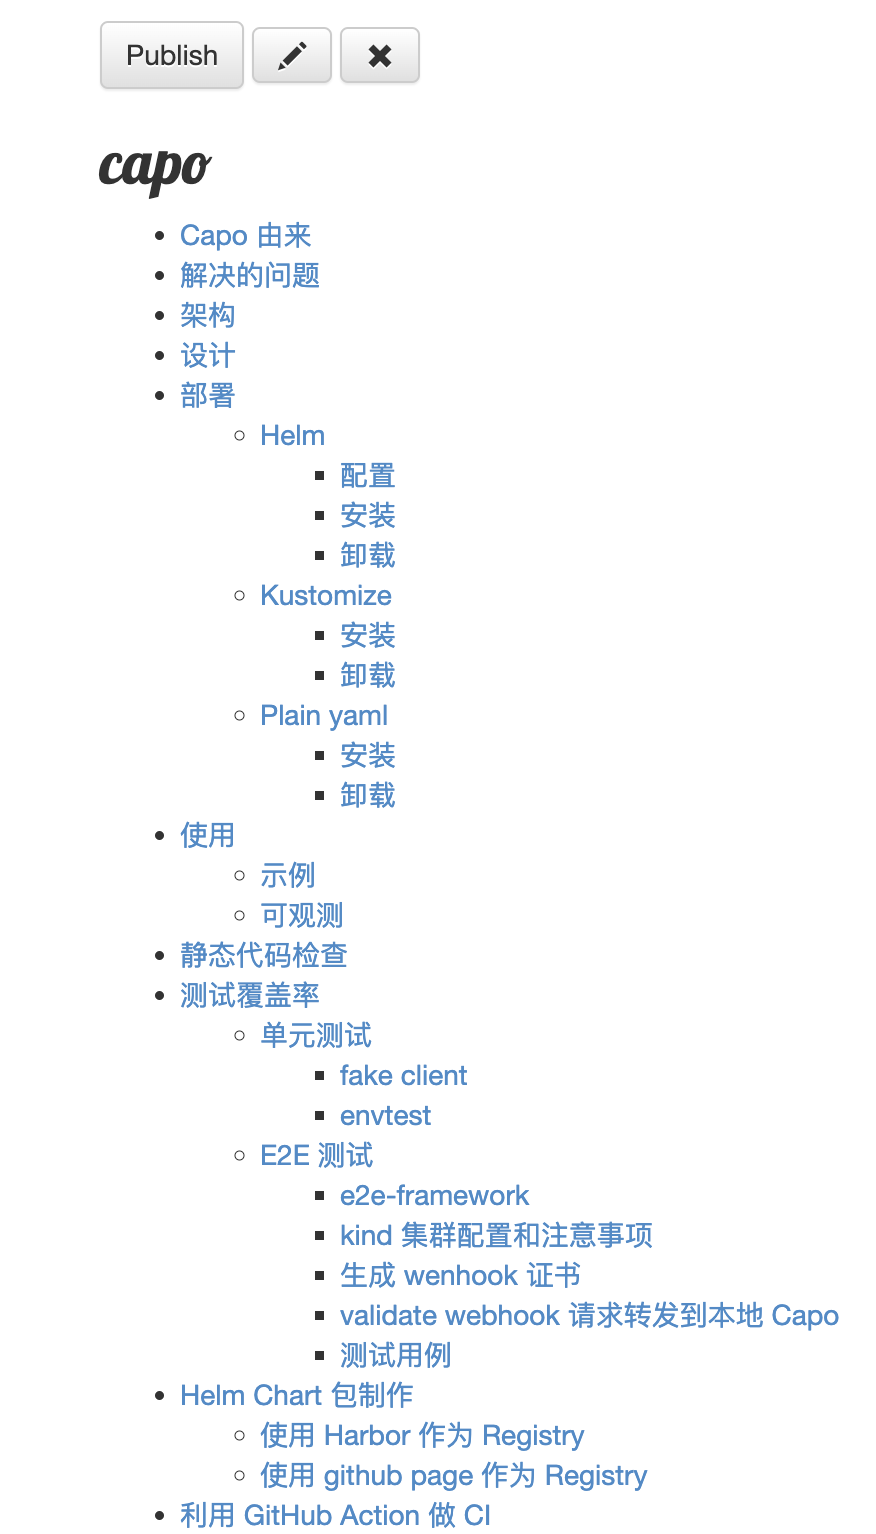 Publish
capo
Capo 由来
解决的问题
架构
设计
部署
Helm
配置
安装
卸载
Kustomize
安装
卸载
Plain yaml
安装
卸载
使用
示例
可观测
静态代码检查
测试覆盖率
单元测试
fake client
envtest
E2E 测试
e2e-framework
kind 集群配置和注意事项
生成 wenhook 证书
validate webhook 请求转发到本地 Capo
测试用例
Helm Chart 包制作
使用 Harbor 作为 Registry
使用 github page 作为 Registry
利用 GitHub Action 做 CI